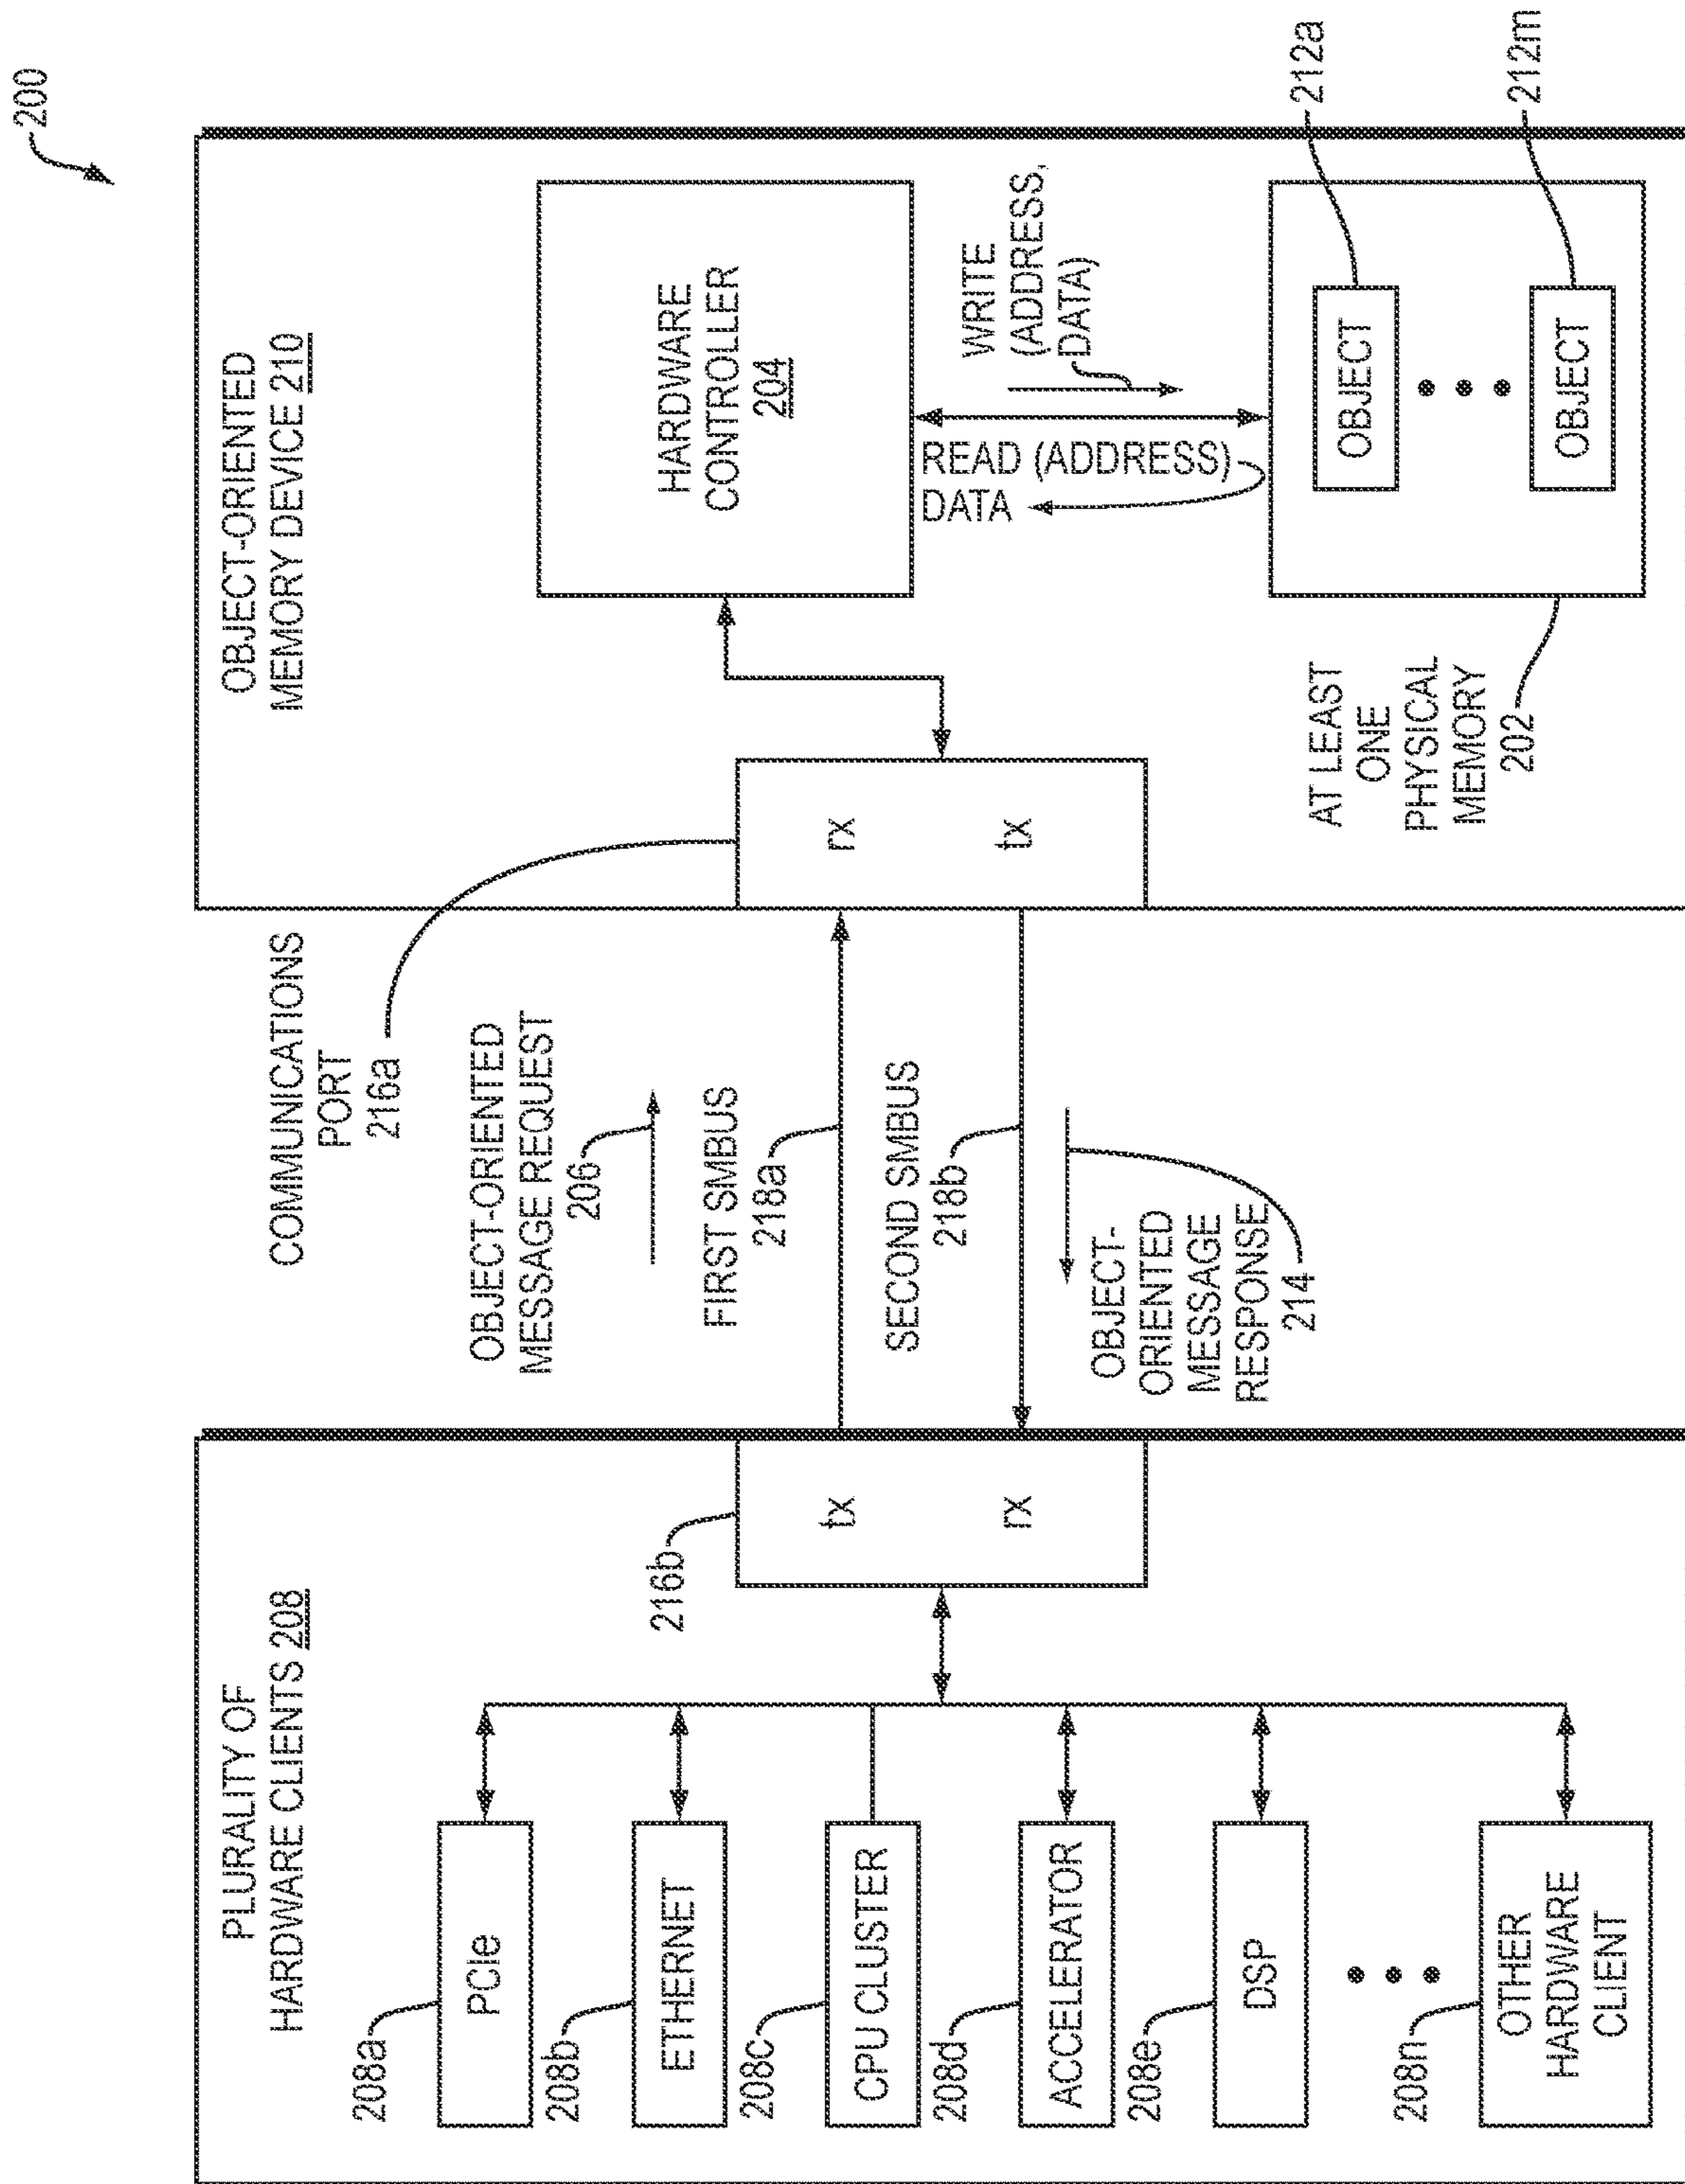 200
PLURALITY OF
HARDWARE CLIENTS 208
208a
PCIe
208b
ETHERNET
208c
CPU CLUSTER
208d
ACCELERATOR
208e
DSP
208n
OTHER
HARDWARE
CLIENT
216b
tx
rx
COMMUNICATIONS
PORT
216a
OBJECT-ORIENTED
MESSAGE REQUEST
206
FIRST SMBUS
218a
SECOND SMBUS
218b
OBJECT-
ORIENTED
MESSAGE
RESPONSE
214
OBJECT-ORIENTED
MEMORY DEVICE 210
rx
tx
HARDWARE
CONTROLLER
204
READ (ADDRESS)
DATA
WRITE
(ADDRESS,
DATA)
AT LEAST
ONE
PHYSICAL
MEMORY
202
OBJECT
212a
OBJECT
212m